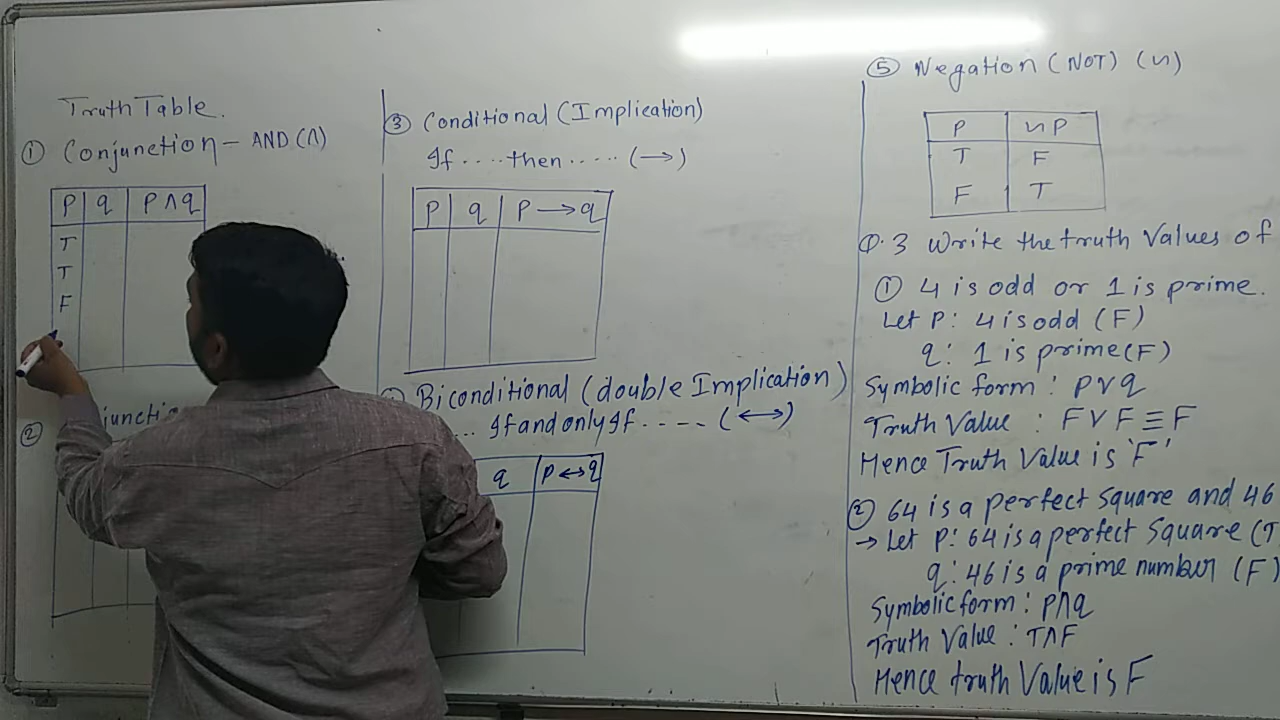 Truth Table.
① Conjunction - AND (∧)
P q P ∧ q
T
T
F
②
③ Conditional (Implication)
If .... then ..... (→)
P q P → q
Biconditional (double Implication)
... If and only If ..... (↔)
q P ↔ q
⑤ Negation (NOT) (~)
P ~P
T F
F T
Q.3 Write the truth Values of
① 4 is odd or 1 is prime.
Let P: 4 is odd (F)
q: 1 is prime (F)
Symbolic form : P ∨ q
Truth Value : F ∨ F ≡ F
Hence Truth Value is 'F'
② 64 is a perfect square and 46
→ Let P: 64 is a perfect Square (T
q: 46 is a prime number (F)
Symbolic form : P ∧ q
Truth Value : T ∧ F
Hence truth Value is F